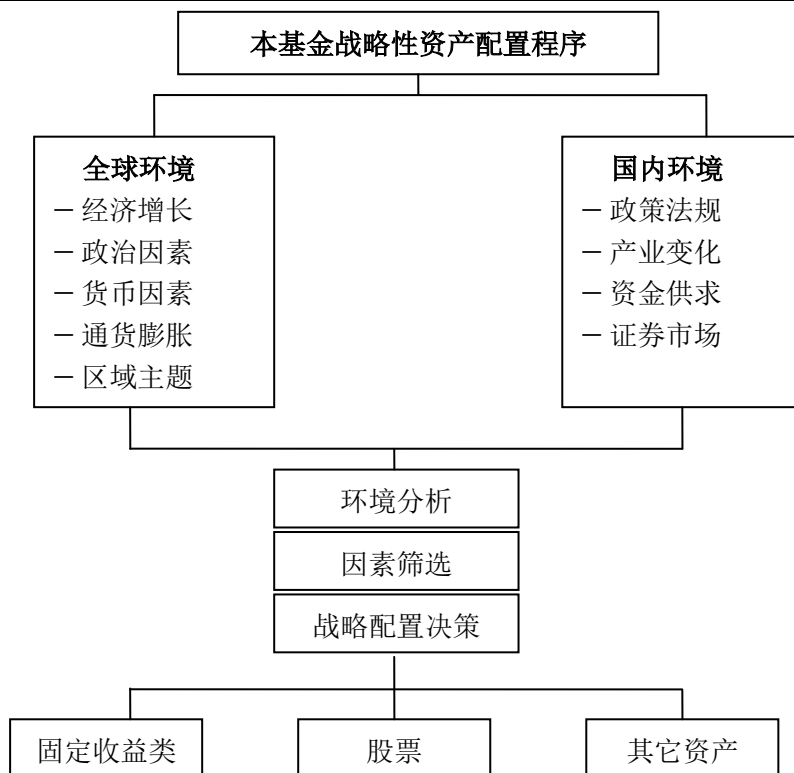 本基金战略性资产配置程序
全球环境
－ 经济增长
－ 政治因素
－ 货币因素
－ 通货膨胀
－ 区域主题
国内环境
－ 政策法规
－ 产业变化
－ 资金供求
－ 证券市场
环境分析
因素筛选
战略配置决策
固定收益类
股票
其它资产